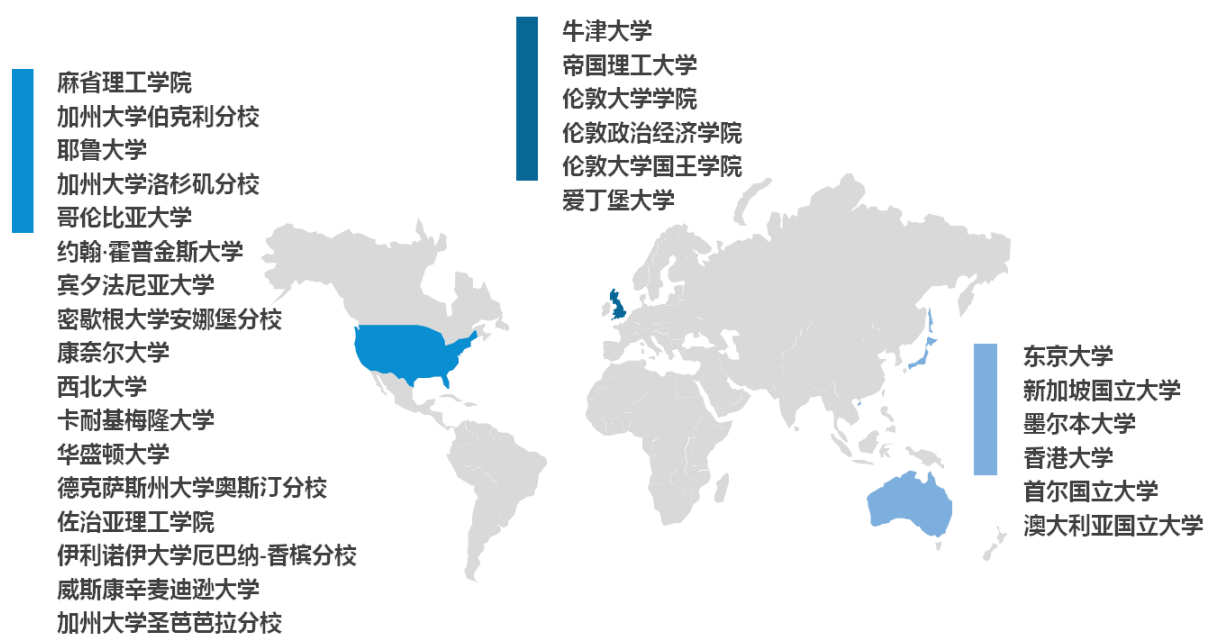 麻省理工学院
加州大学伯克利分校
耶鲁大学
加州大学洛杉矶分校
哥伦比亚大学
约翰·霍普金斯大学
宾夕法尼亚大学
密歇根大学安娜堡分校
康奈尔大学
西北大学
卡耐基梅隆大学
华盛顿大学
德克萨斯州大学奥斯汀分校
佐治亚理工学院
伊利诺伊大学厄巴纳-香槟分校
威斯康辛麦迪逊大学
加州大学圣芭芭拉分校
牛津大学
帝国理工大学
伦敦大学学院
伦敦政治经济学院
伦敦大学国王学院
爱丁堡大学
东京大学
新加坡国立大学
墨尔本大学
香港大学
首尔国立大学
澳大利亚国立大学